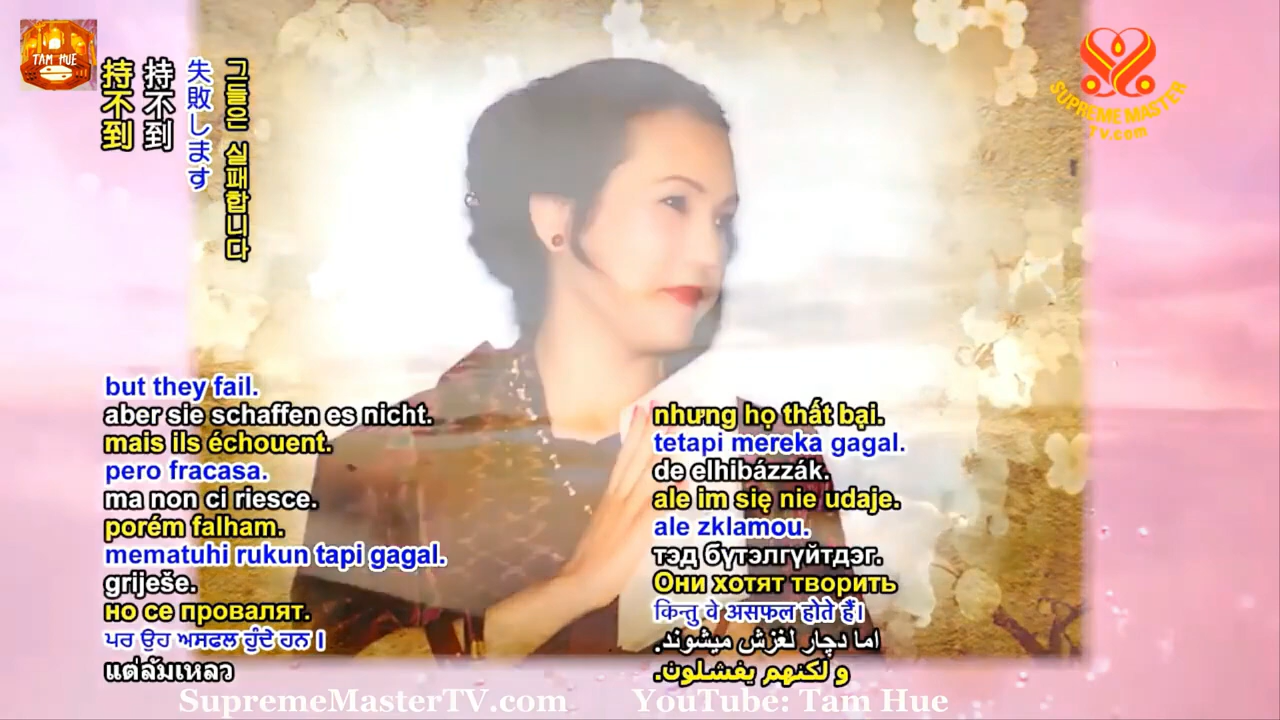 TAM HUE
持不到
持不到
失敗します
그들은 실패합니다
SUPREME MASTER
TV.com
but they fail.
aber sie schaffen es nicht.
mais ils échouent.
pero fracasa.
ma non ci riesce.
porém falham.
mematuhi rukun tapi gagal.
griješe.
но се провалят.
ਪਰ ਉਹ ਅਸਫਲ ਹੁੰਦੇ ਹਨ।
แต่ล้มเหลว
nhưng họ thất bại.
tetapi mereka gagal.
de elhibázzák.
ale im się nie udaje.
ale zklamou.
тэд бүтэлгүйтдэг.
Они хотят творить
किन्तु वे असफल होते हैं।
اما دچار لغزش میشوند.
و لكنهم يفشلون.
SupremeMasterTV.com
YouTube: Tam Hue